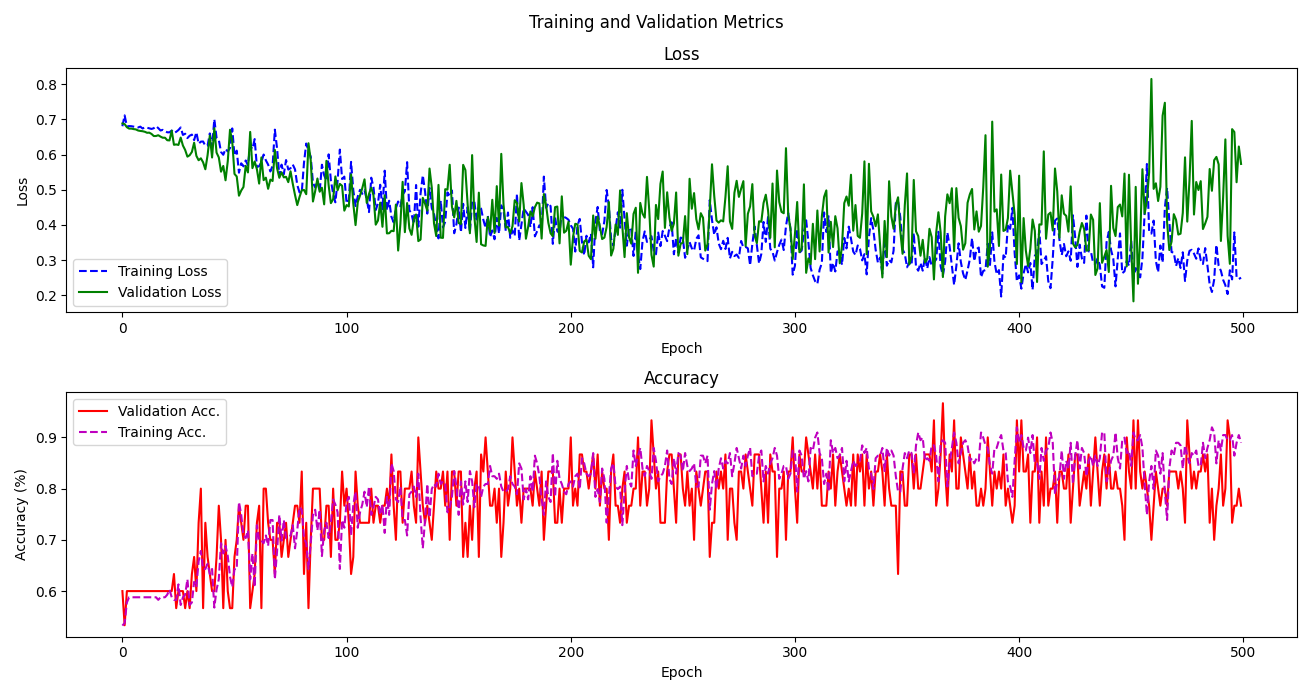 Training and Validation Metrics
Loss
0.8
0.7
0.6
0.5
0.4
0.3
0.2
Loss
Training Loss
Validation Loss
0 100 200 300 400 500
Epoch
Accuracy
Validation Acc.
Training Acc.
0.9
0.8
0.7
0.6
Accuracy (%)
0 100 200 300 400 500
Epoch